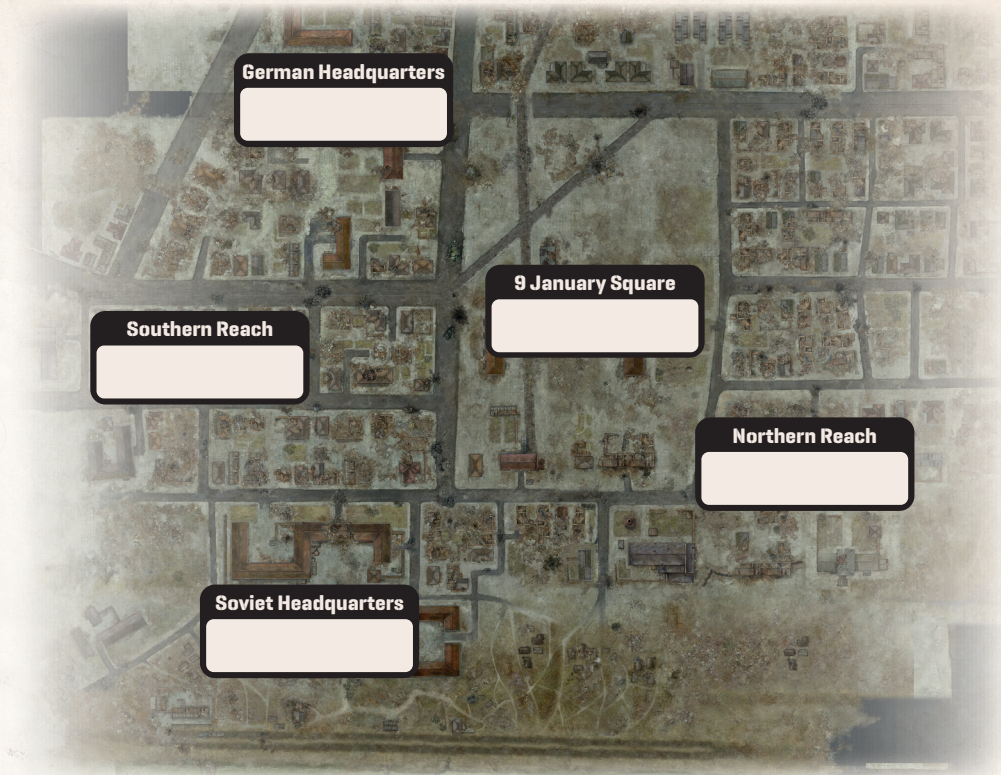 German Headquarters
9 January Square
Southern Reach
Northern Reach
Soviet Headquarters